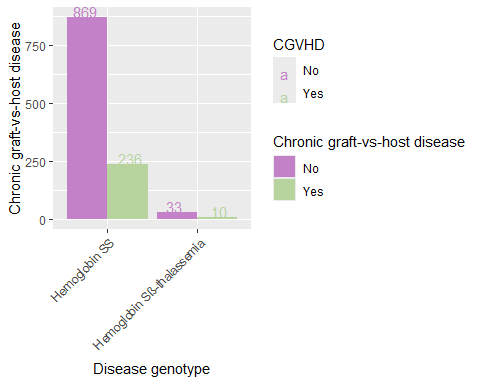 Chronic graft-vs-host disease
869
236
33
10
0
250
500
750
Hemoglobin SS
Hemoglobin Sß-thalassemia
Disease genotype
CGVHD
a No
a Yes
Chronic graft-vs-host disease
No
Yes